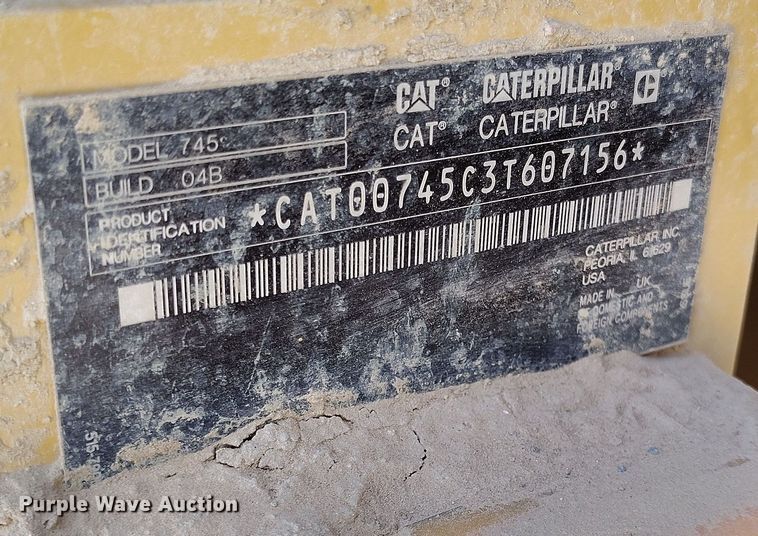 CAT® CATERPILLAR®
CAT® CATERPILLAR®
MODEL 745
BUILD 04B
PRODUCT
IDENTIFICATION
NUMBER
*CAT00745C3T607156*
CATERPILLAR INC
PEORIA, IL 61629
USA
MADE IN UK
OF DOMESTIC AND
FOREIGN COMPONENTS
Purple Wave Auction